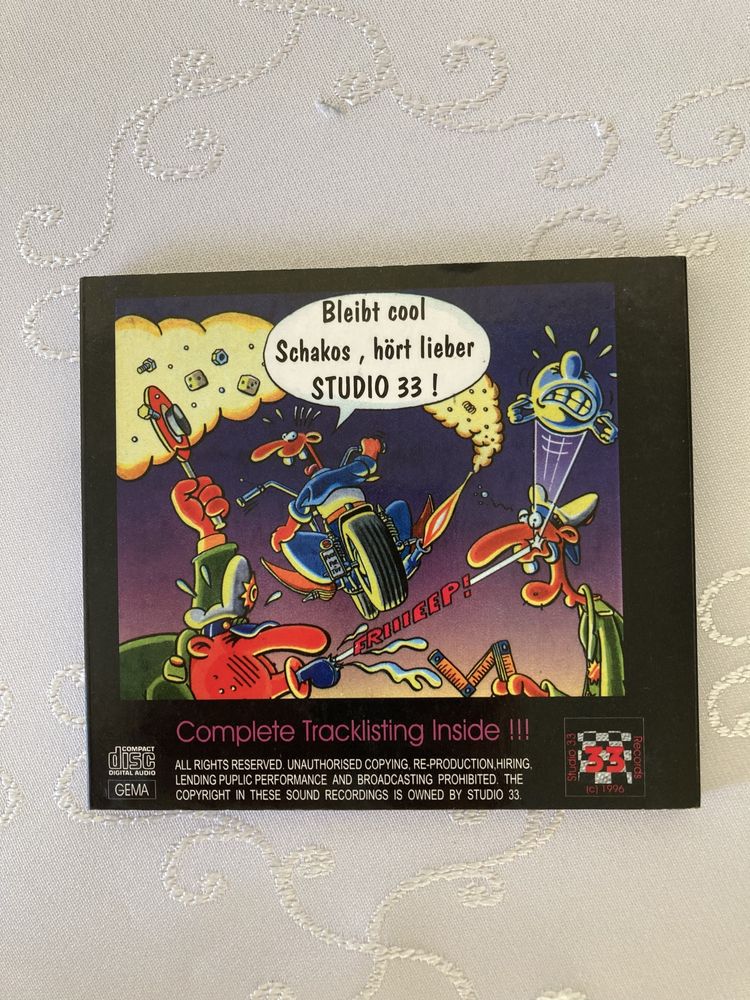 Bleibt cool
Schakos , hört lieber
STUDIO 33 !
FRIIIEEP!
Complete Tracklisting Inside !!!
COMPACT
disc
DIGITAL AUDIO
GEMA
ALL RIGHTS RESERVED. UNAUTHORISED COPYING, RE-PRODUCTION,HIRING,
LENDING PUPLIC PERFORMANCE AND BROADCASTING PROHIBITED. THE
COPYRIGHT IN THESE SOUND RECORDINGS IS OWNED BY STUDIO 33.
Studio 33
33
Records
(c) 1996